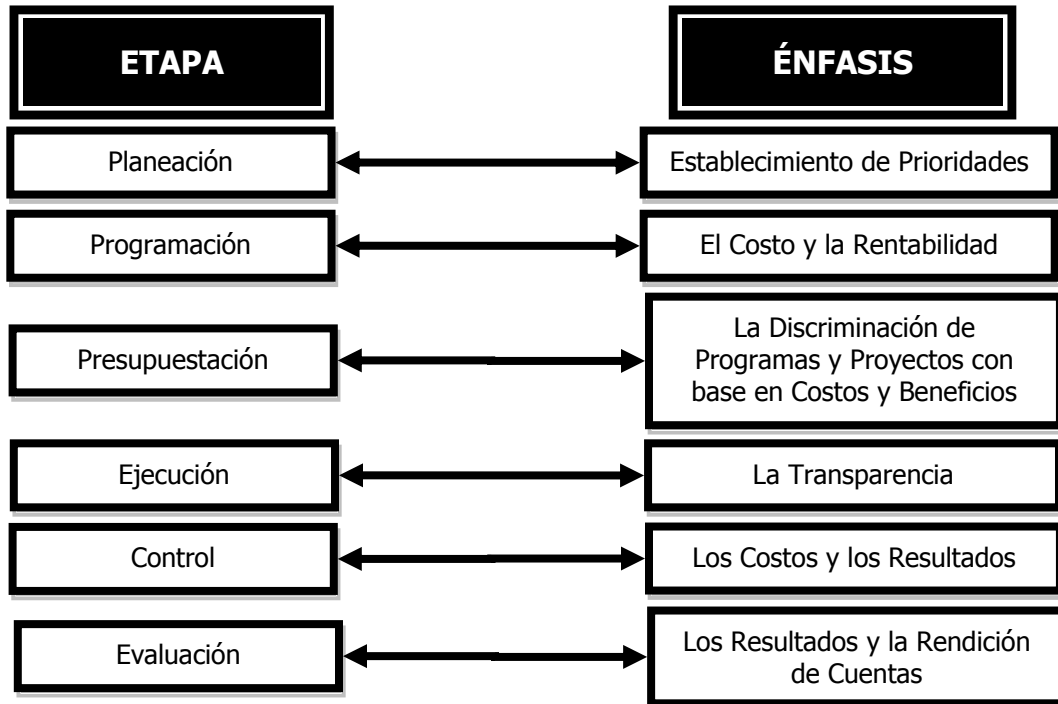 ETAPA
ÉNFASIS
Planeación
Establecimiento de Prioridades
Programación
El Costo y la Rentabilidad
Presupuestación
La Discriminación de
Programas y Proyectos con
base en Costos y Beneficios
Ejecución
La Transparencia
Control
Los Costos y los Resultados
Evaluación
Los Resultados y la Rendición
de Cuentas